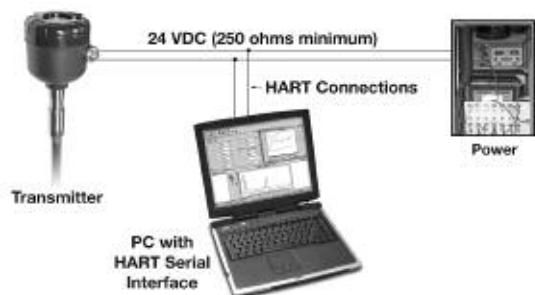 24 VDC (250 ohms minimum)
HART Connections
Power
Transmitter
PC with
HART Serial
Interface